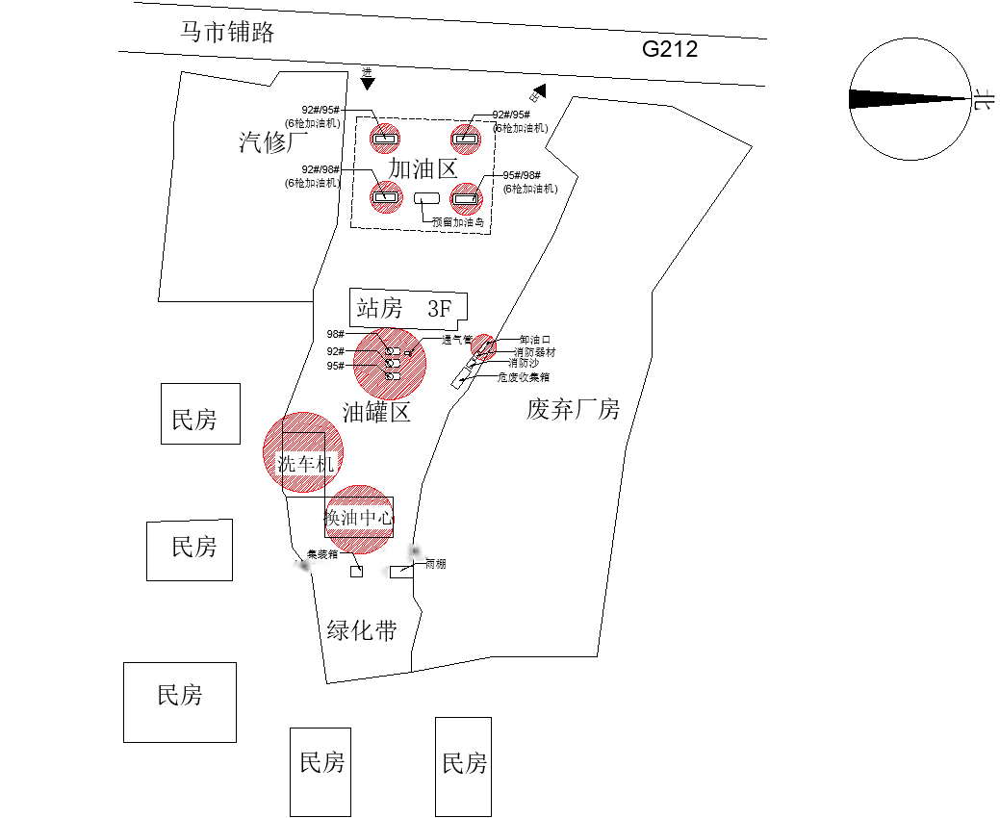 马市铺路
G212
北
进
出
92#/95#
(6枪加油机)
92#/95#
(6枪加油机)
汽修厂
加油区
92#/98#
(6枪加油机)
95#/98#
(6枪加油机)
预留加油岛
站房 3F
98#
92#
95#
通气管
卸油口
消防器材
消防沙
危废收集箱
油罐区
废弃厂房
民房
洗车机
换油中心
民房
集装箱
雨棚
绿化带
民房
民房
民房